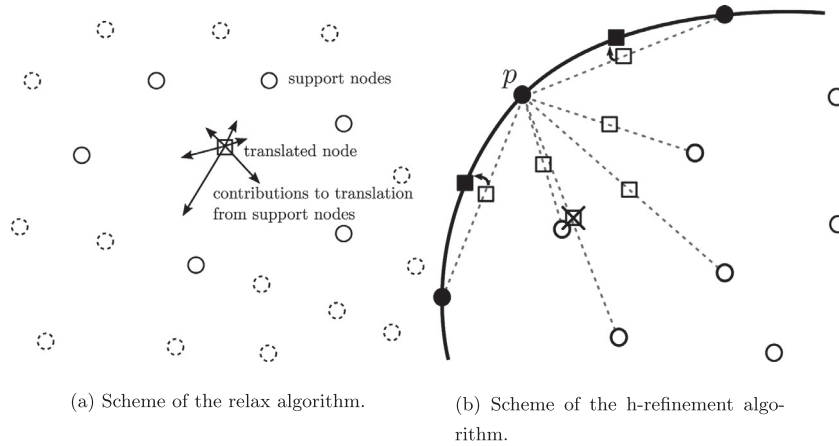 support nodes
translated node
contributions to translation
from support nodes
p
(a) Scheme of the relax algorithm.
(b) Scheme of the h-refinement algo-
rithm.